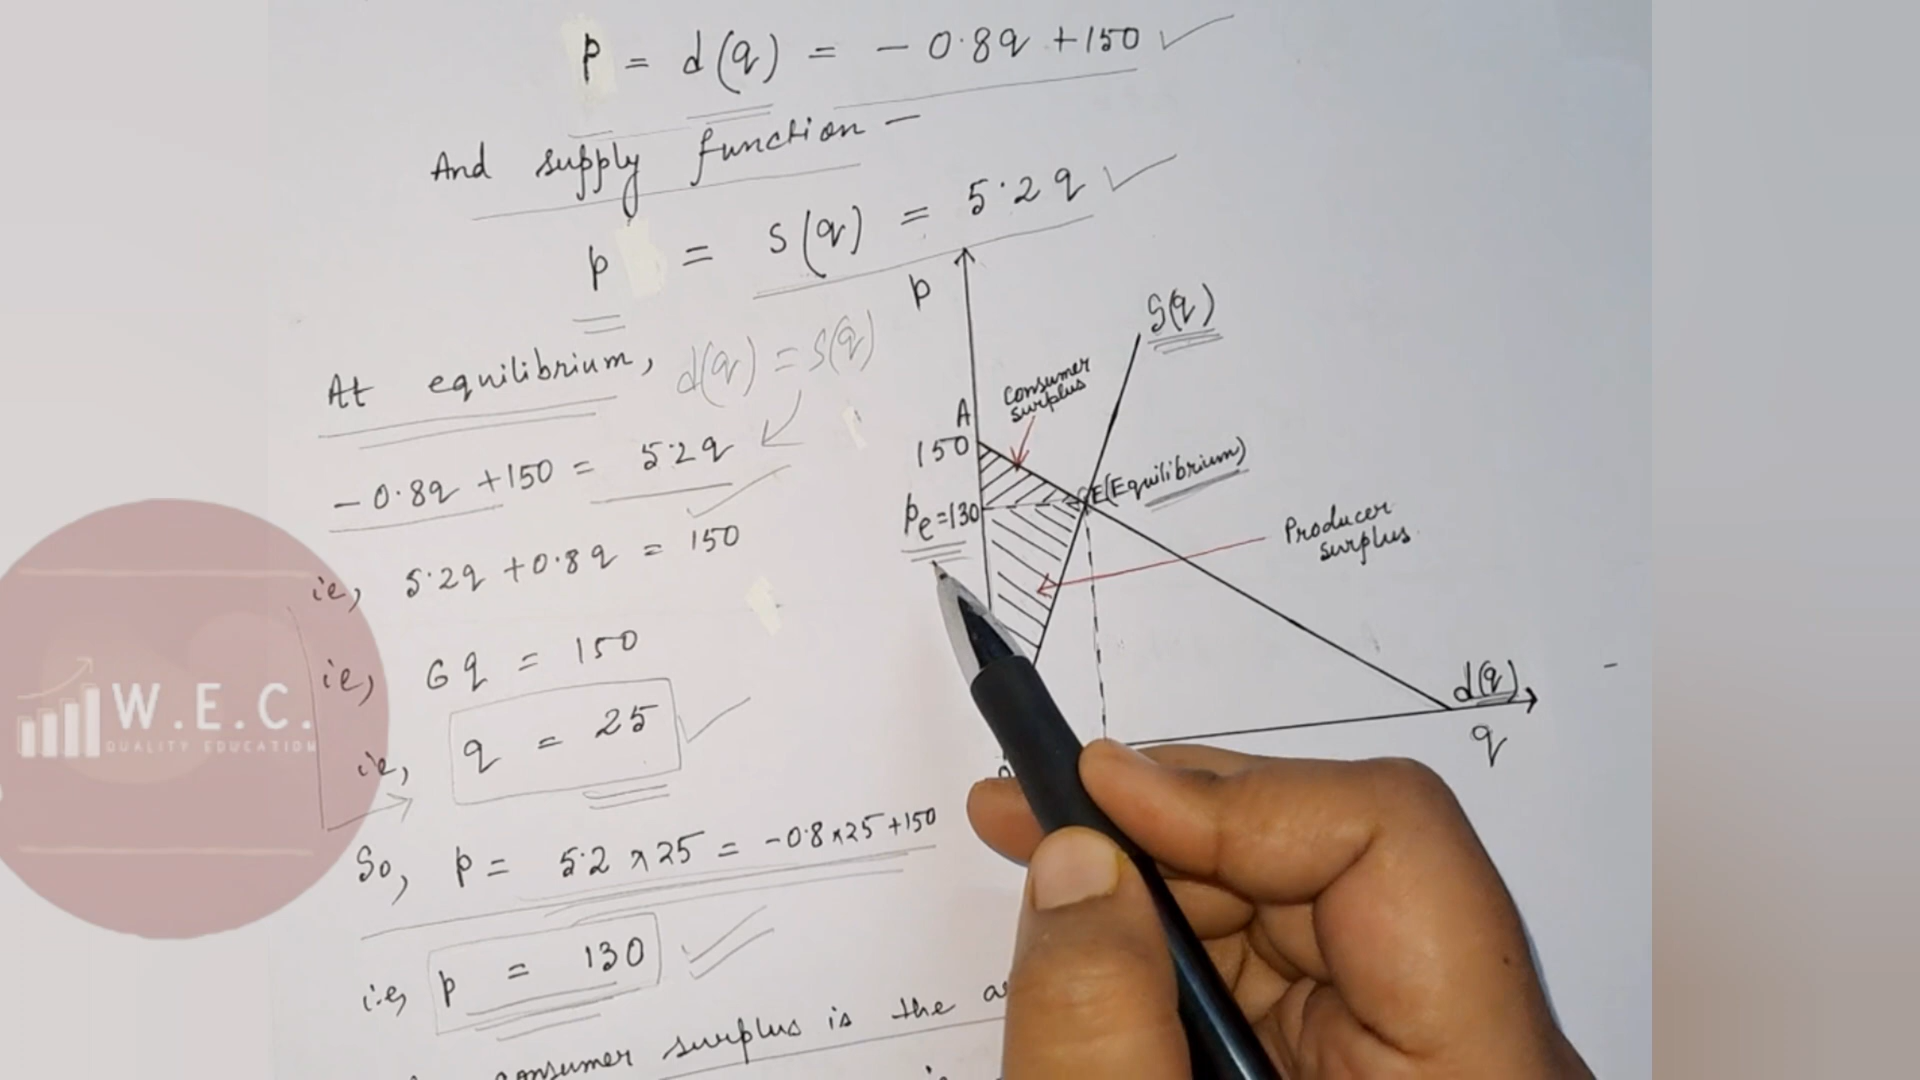 p = d(q) = - 0.8q + 150
And supply function -
p = s(q) = 5.2q
At equilibrium, d(q) = s(q)
- 0.8q + 150 = 5.2q
ie, 5.2q + 0.8q = 150
ie, 6q = 150
ie, q = 25
So, p = 5.2 × 25 = -0.8×25+150
i.e, p = 130
consumer surplus is the
p
S(q)
Consumer
surplus
A
150
E(Equilibrium)
pe=130
Producer
surplus
d(q)
q
W.E.C.
QUALITY EDUCATION